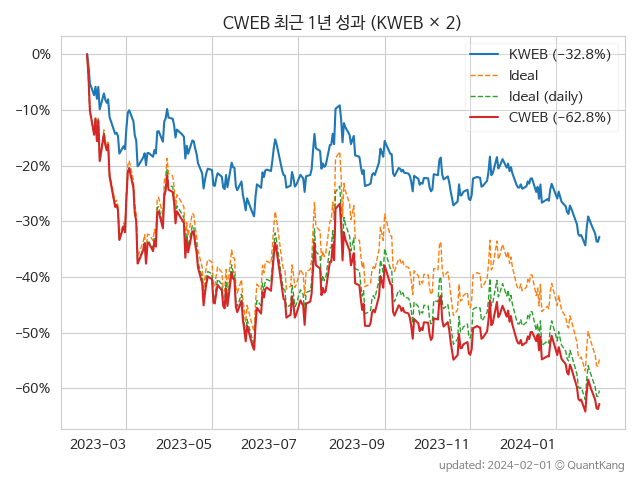 CWEB 최근 1년 성과 (KWEB × 2)
KWEB (−32.8%)
Ideal
Ideal (daily)
CWEB (−62.8%)
0%
−10%
−20%
−30%
−40%
−50%
−60%
2023−03
2023−05
2023−07
2023−09
2023−11
2024−01
updated: 2024-02-01 © QuantKang